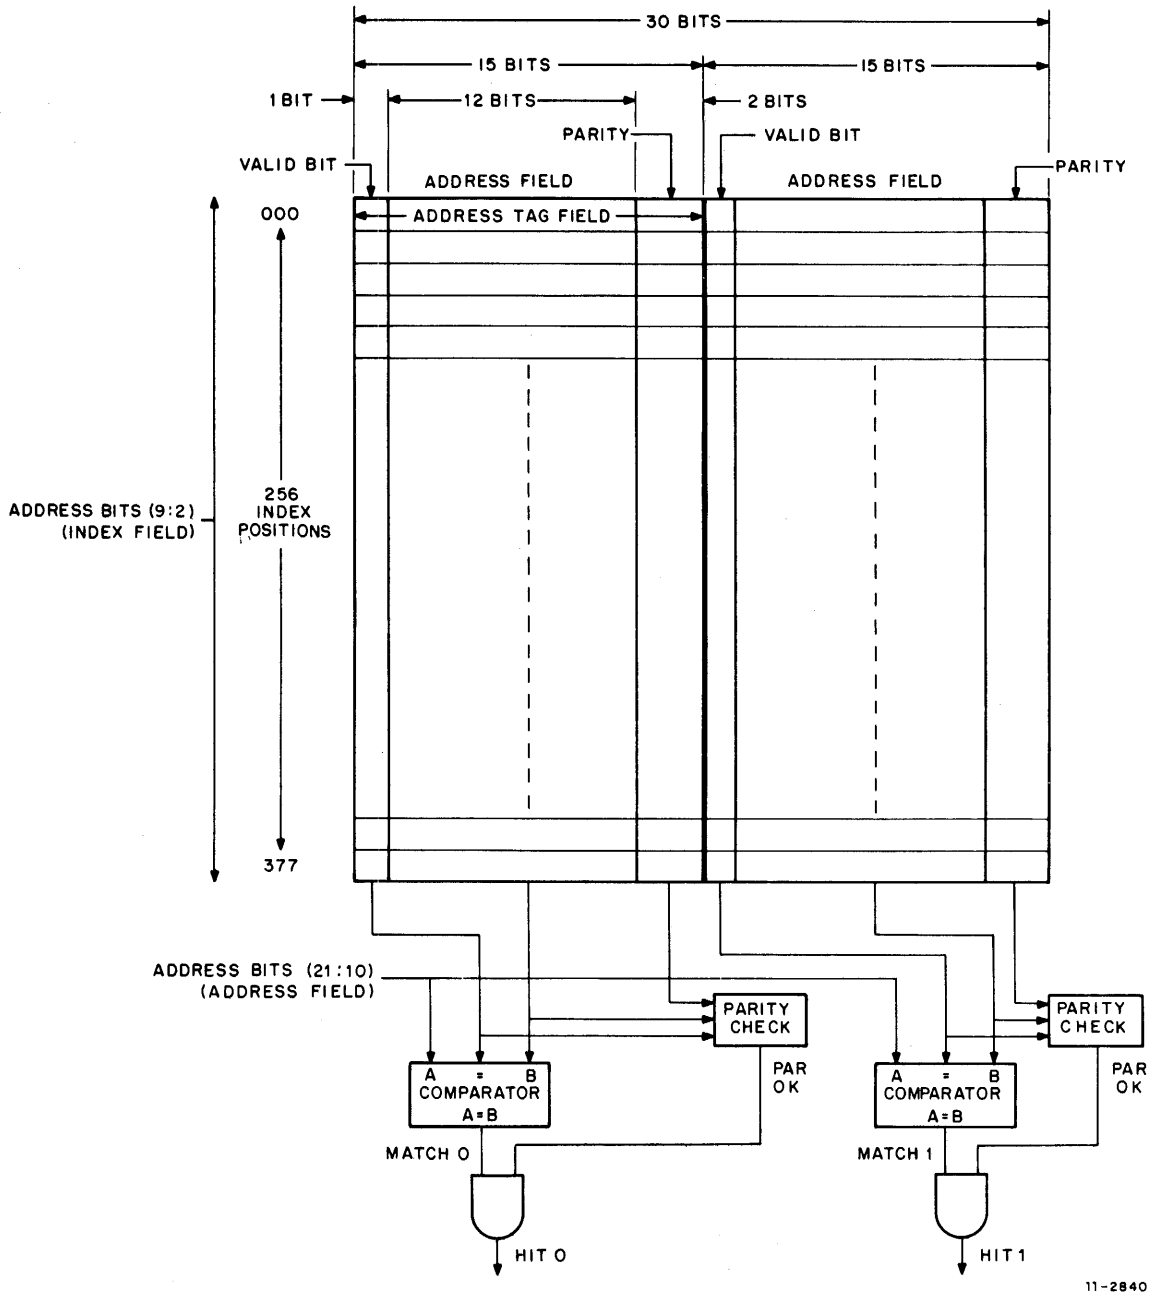 30 BITS
15 BITS
15 BITS
1 BIT
12 BITS
2 BITS
PARITY
VALID BIT
VALID BIT
ADDRESS FIELD
ADDRESS FIELD
PARITY
000
ADDRESS TAG FIELD
ADDRESS BITS (9:2)
(INDEX FIELD)
256
INDEX
POSITIONS
377
ADDRESS BITS (21:10)
(ADDRESS FIELD)
PARITY
CHECK
PARITY
CHECK
A = B
COMPARATOR
A=B
PAR
OK
A = B
COMPARATOR
A=B
PAR
OK
MATCH 0
MATCH 1
HIT 0
HIT 1
11-2840